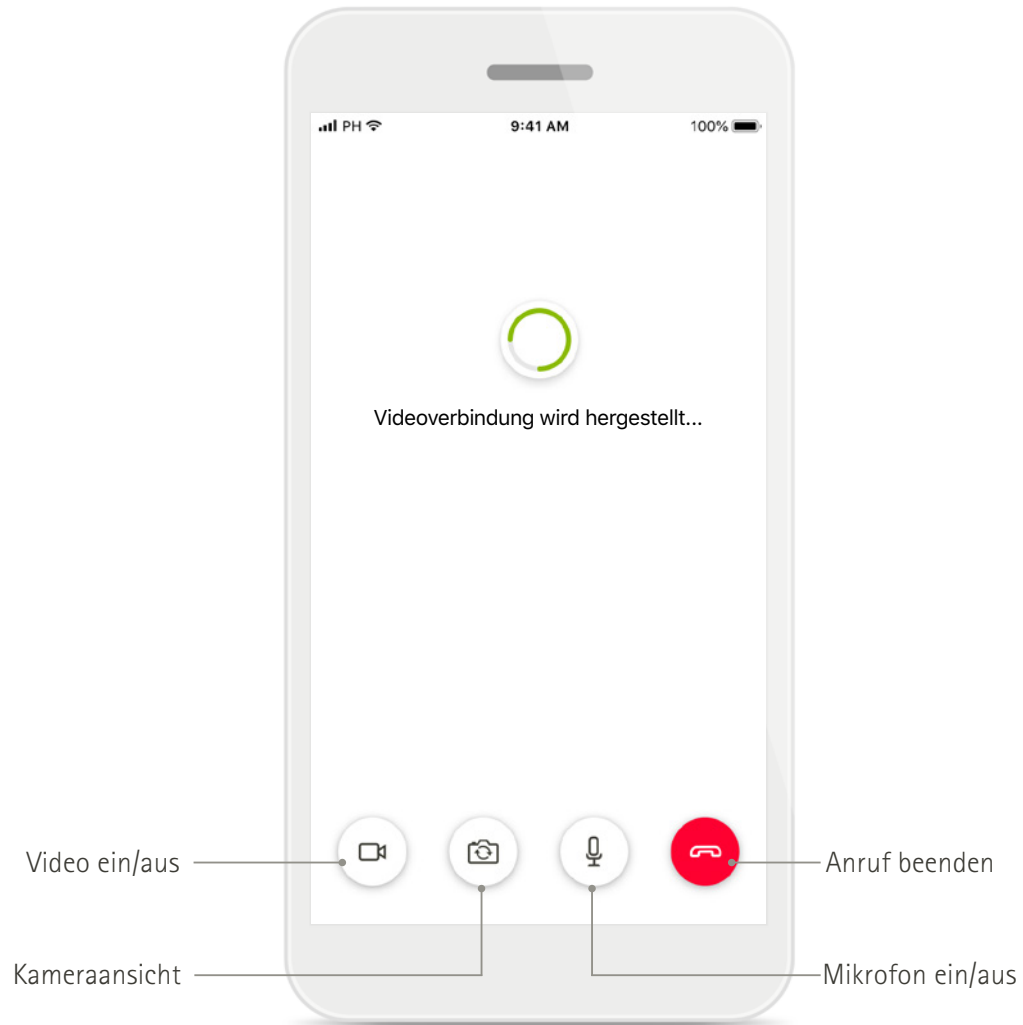 PH
9:41 AM
100%
Videoverbindung wird hergestellt...
Video ein/aus
Anruf beenden
Kameraansicht
Mikrofon ein/aus